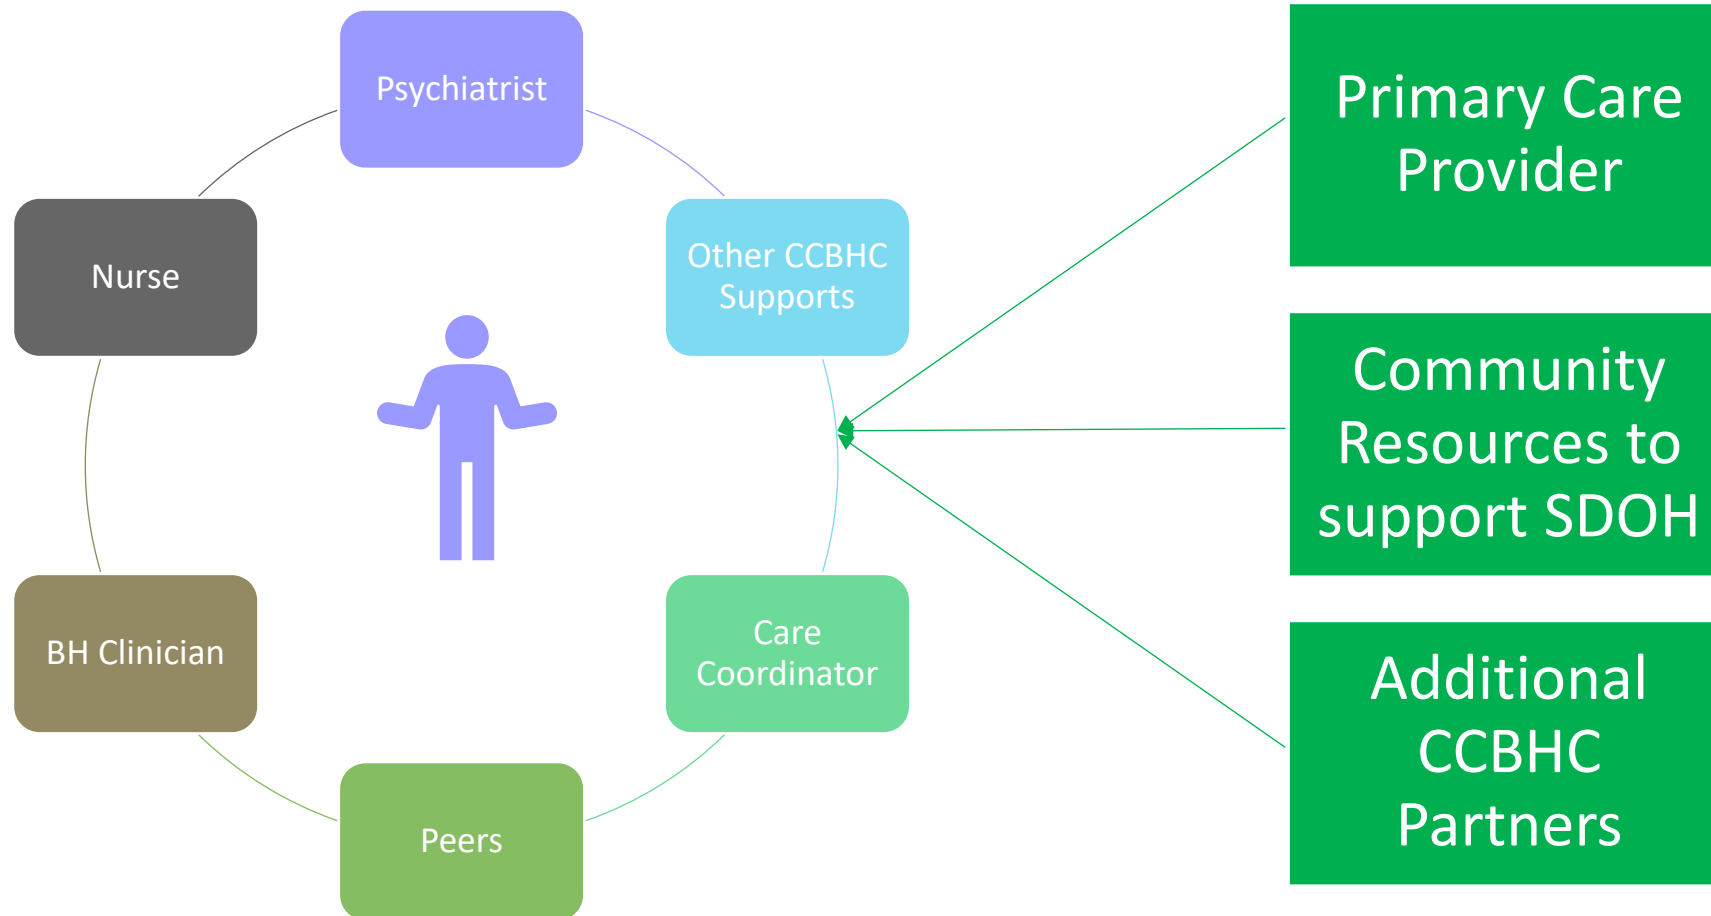 Psychiatrist
Other CCBHC
Supports
Care
Coordinator
Peers
BH Clinician
Nurse
Primary Care
Provider
Community
Resources to
support SDOH
Additional
CCBHC
Partners